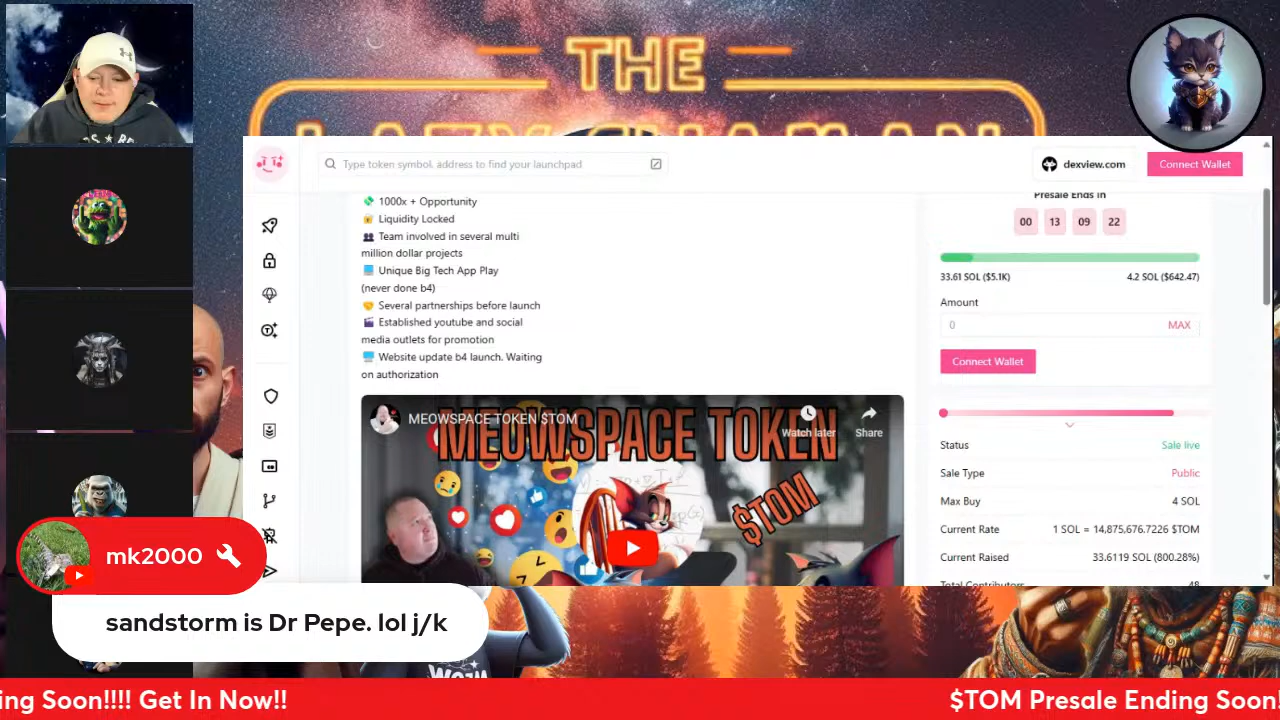 THE
LAZY SHAMAN
Type token symbol, address to find your launchpad
dexview.com
Connect Wallet
💸 1000x + Opportunity
🔒 Liquidity Locked
👥 Team involved in several multi
million dollar projects
💻 Unique Big Tech App Play
(never done b4)
🤝 Several partnerships before launch
🎬 Established youtube and social
media outlets for promotion
💻 Website update b4 launch. Waiting
on authorization
Presale Ends In
00 13 09 22
33.61 SOL ($5.1K) 4.2 SOL ($642.47)
Amount
0 MAX
Connect Wallet
Status Sale live
Sale Type Public
Max Buy 4 SOL
Current Rate 1 SOL = 14,875,676.7226 $TOM
Current Raised 33.6119 SOL (800.28%)
Total Contributors 48
MEOWSPACE TOKEN $TOM
Watch later
Share
MEOWSPACE TOKEN
$TOM
mk2000
sandstorm is Dr Pepe. lol j/k
ing Soon!!!! Get In Now!!
$TOM Presale Ending Soon!